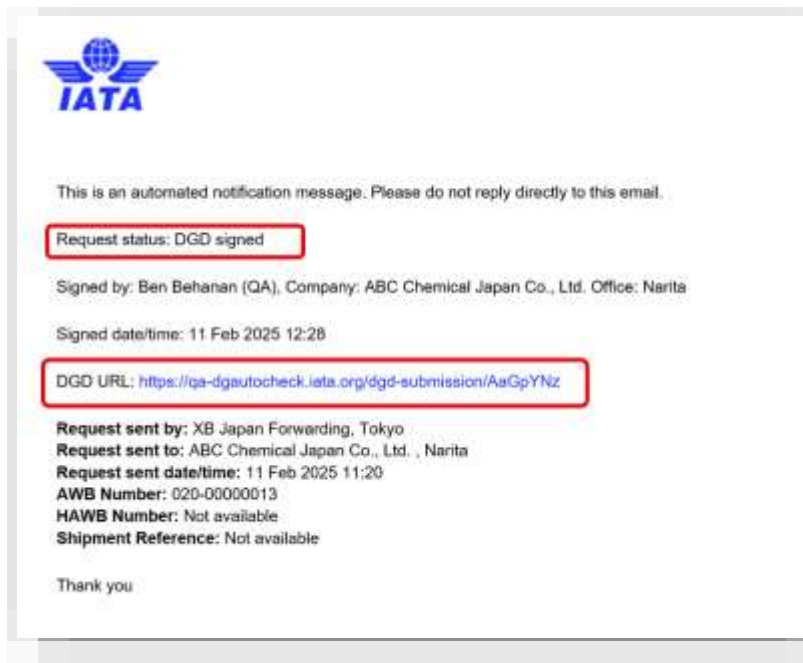 IATA
This is an automated notification message. Please do not reply directly to this email.
Request status: DGD signed
Signed by: Ben Behanan (QA), Company: ABC Chemical Japan Co., Ltd. Office: Narita
Signed date/time: 11 Feb 2025 12:28
DGD URL: https://qa-dgautocheck.iata.org/dgd-submission/AaGpYNz
Request sent by: XB Japan Forwarding, Tokyo
Request sent to: ABC Chemical Japan Co., Ltd. , Narita
Request sent date/time: 11 Feb 2025 11:20
AWB Number: 020-00000013
HAWB Number: Not available
Shipment Reference: Not available
Thank you